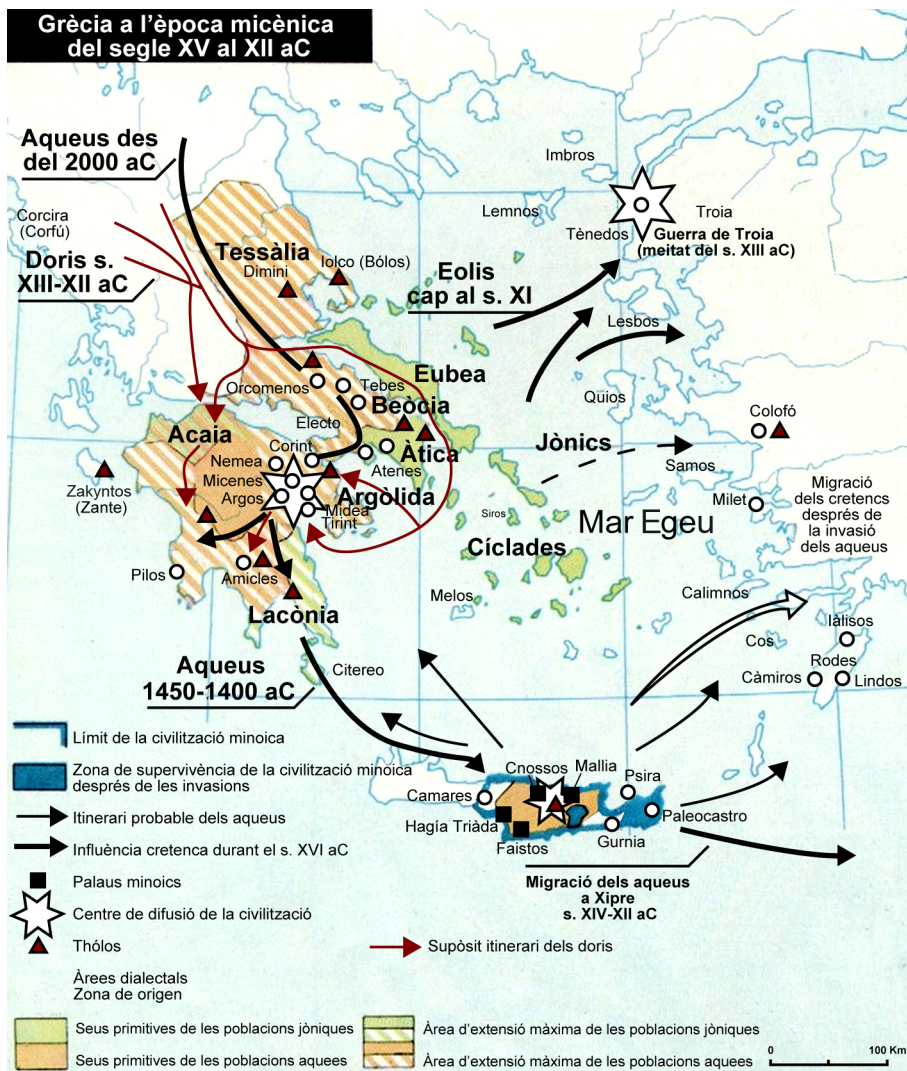 Grècia a l'època micènica
del segle XV al XII aC
Aqueus des
del 2000 aC
Corcira
(Corfú)
Doris s.
XIII-XII aC
Tessàlia
Dimini
Iolco (Bólos)
Imbros
Lemnos
Troia
Tènedos
Guerra de Troia
(meitat del s. XIII aC)
Eolis
cap al s. XI
Lesbos
Eubea
Orcomenos
Tebes
Beòcia
Quios
Electo
Acaia
Corint
Àtica
Atenes
Jònics
Colofó
Samos
Nemea
Micenes
Argos
Argòlida
Midea
Tirint
Zakyntos
(Zante)
Siros
Mar Egeu
Milet
Migració
dels cretencs
després de
la invasió
dels aqueus
Cíclades
Pilos
Amicles
Melos
Calimnos
Lacònia
Cos
Iàlisos
Rodes
Càmiros
Lindos
Aqueus
1450-1400 aC
Citereo
Cnossos
Mallia
Psira
Camares
Paleocastro
Hagía Triàda
Faistos
Gurnia
Migració dels aqueus
a Xipre
s. XIV-XII aC
Límit de la civilització minoica
Zona de supervivència de la civilització minoica
després de les invasions
Itinerari probable dels aqueus
Influència cretenca durant el s. XVI aC
Palaus minoics
Centre de difusió de la civilització
Thólos
Supòsit itinerari dels doris
Àrees dialectals
Zona de origen
Seus primitives de les poblacions jòniques
Àrea d'extensió màxima de les poblacions jòniques
Seus primitives de les poblacions aquees
Àrea d'extensió màxima de les poblacions aquees
0
100 Km